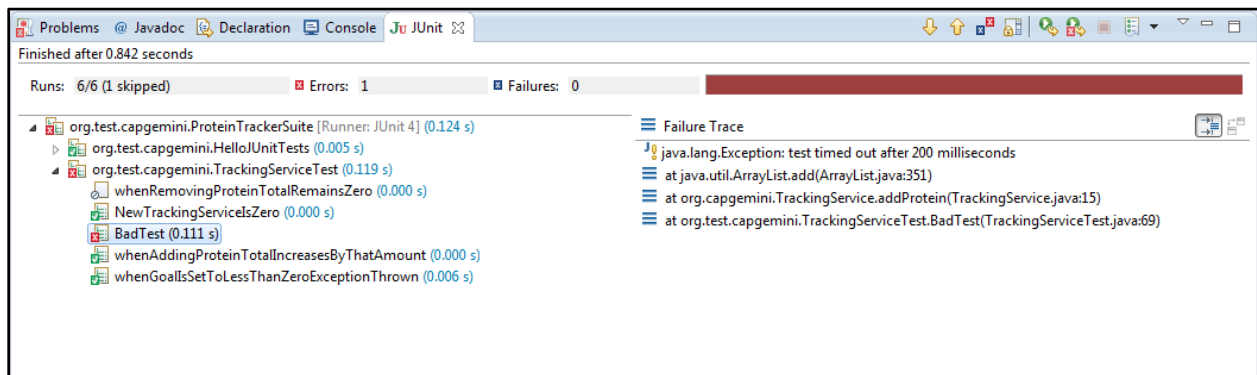 Problems @ Javadoc Declaration Console Ju JUnit
Finished after 0.842 seconds
Runs: 6/6 (1 skipped) Errors: 1 Failures: 0
org.test.capgemini.ProteinTrackerSuite [Runner: JUnit 4] (0.124 s)
org.test.capgemini.HelloJUnitTests (0.005 s)
org.test.capgemini.TrackingServiceTest (0.119 s)
whenRemovingProteinTotalRemainsZero (0.000 s)
NewTrackingServiceIsZero (0.000 s)
BadTest (0.111 s)
whenAddingProteinTotalIncreasesByThatAmount (0.000 s)
whenGoalIsSetToLessThanZeroExceptionThrown (0.006 s)
Failure Trace
java.lang.Exception: test timed out after 200 milliseconds
at java.util.ArrayList.add(ArrayList.java:351)
at org.capgemini.TrackingService.addProtein(TrackingService.java:15)
at org.test.capgemini.TrackingServiceTest.BadTest(TrackingServiceTest.java:69)